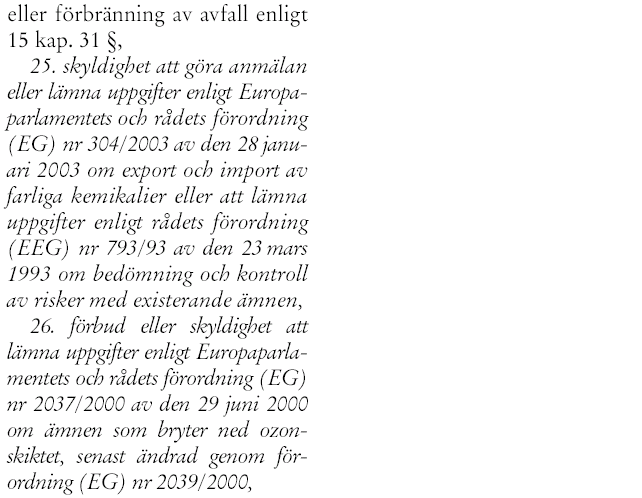 eller förbränning av avfall enligt
15 kap. 31 §,
25. skyldighet att göra anmälan
eller lämna uppgifter enligt Europa-
parlamentets och rådets förordning
(EG) nr 304/2003 av den 28 janu-
ari 2003 om export och import av
farliga kemikalier eller att lämna
uppgifter enligt rådets förordning
(EEG) nr 793/93 av den 23 mars
1993 om bedömning och kontroll
av risker med existerande ämnen,
26. förbud eller skyldighet att
lämna uppgifter enligt Europaparla-
mentets och rådets förordning (EG)
nr 2037/2000 av den 29 juni 2000
om ämnen som bryter ned ozon-
skiktet, senast ändrad genom för-
ordning (EG) nr 2039/2000,